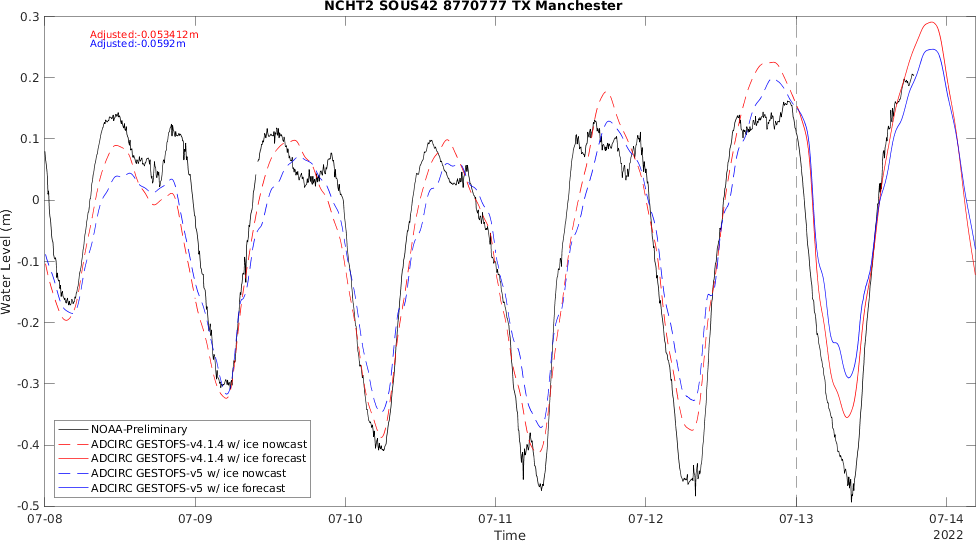 NCHT2 SOUS42 8770777 TX Manchester
Adjusted:-0.053412m
Adjusted:-0.0592m
0.3
0.2
0.1
0
-0.1
-0.2
-0.3
-0.4
-0.5
Water Level (m)
NOAA-Preliminary
ADCIRC GESTOFS-v4.1.4 w/ ice nowcast
ADCIRC GESTOFS-v4.1.4 w/ ice forecast
ADCIRC GESTOFS-v5 w/ ice nowcast
ADCIRC GESTOFS-v5 w/ ice forecast
07-08 07-09 07-10 07-11 07-12 07-13 07-14
Time
2022